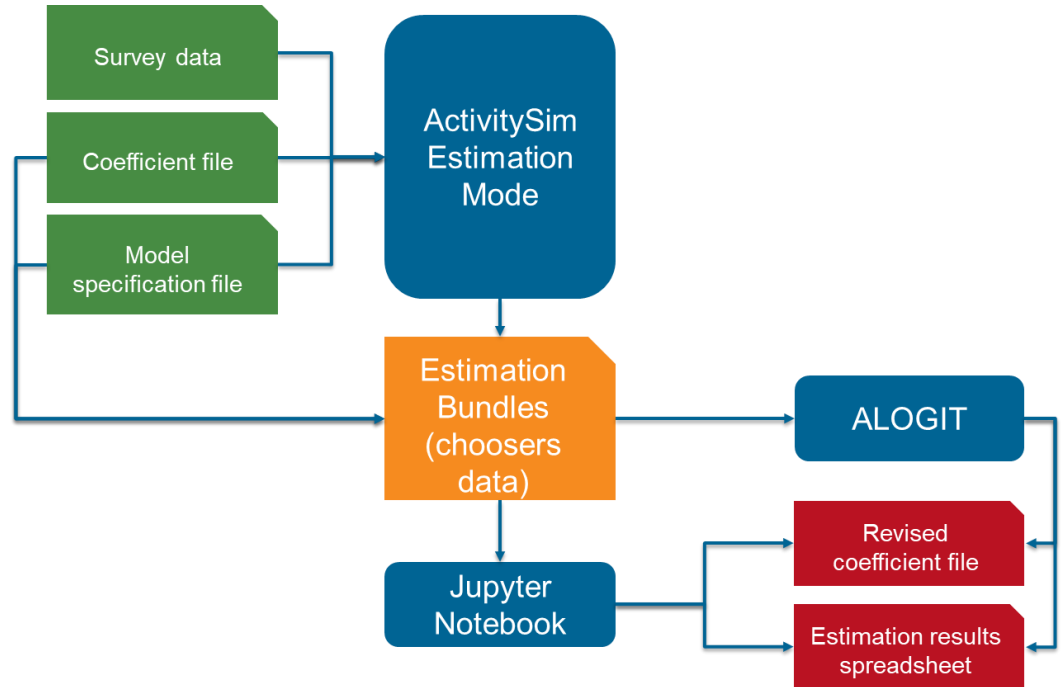 Survey data
Coefficient file
Model
specification file
ActivitySim
Estimation
Mode
Estimation
Bundles
(choosers
data)
ALOGIT
Jupyter
Notebook
Revised
coefficient file
Estimation results
spreadsheet